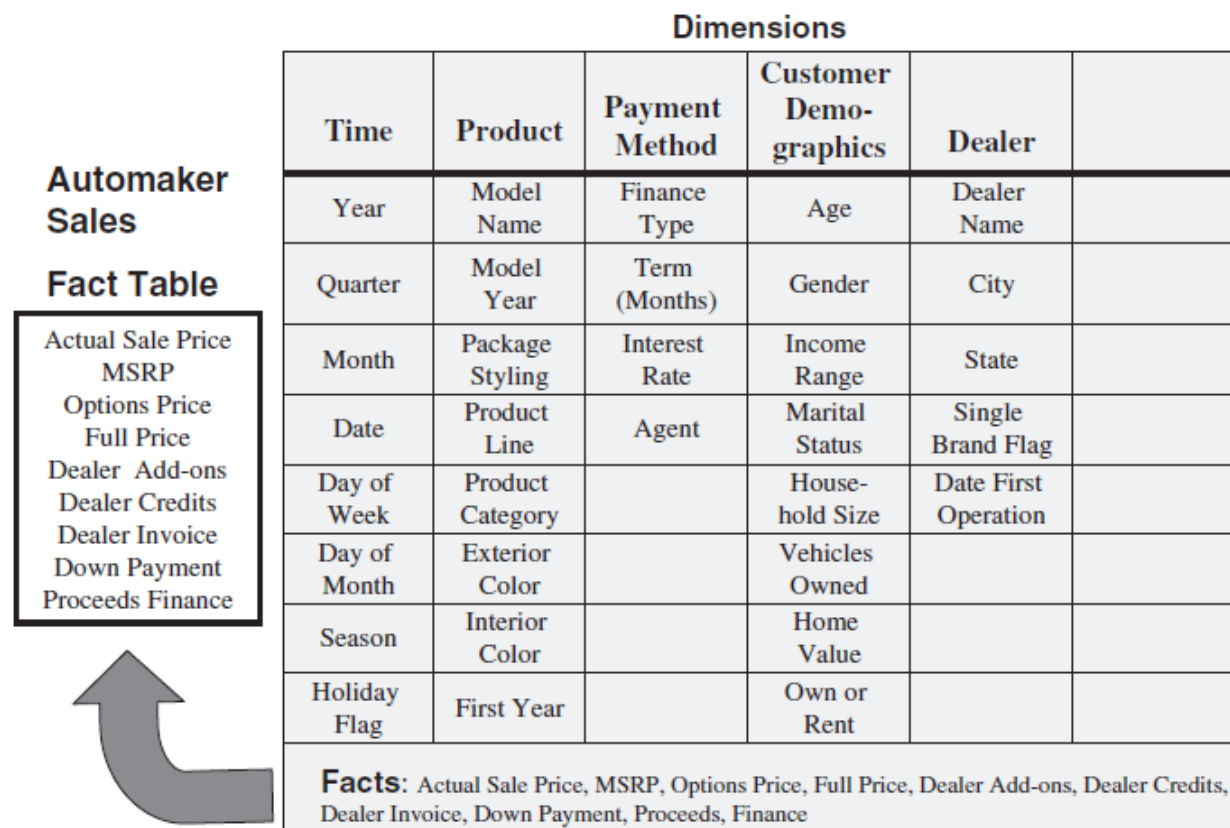 Dimensions
Automaker
Sales
Fact Table
Actual Sale Price
MSRP
Options Price
Full Price
Dealer Add-ons
Dealer Credits
Dealer Invoice
Down Payment
Proceeds Finance
Time
Product
Payment
Method
Customer
Demo-
graphics
Dealer
Year
Model
Name
Finance
Type
Age
Dealer
Name
Quarter
Model
Year
Term
(Months)
Gender
City
Month
Package
Styling
Interest
Rate
Income
Range
State
Date
Product
Line
Agent
Marital
Status
Single
Brand Flag
Day of
Week
Product
Category
House-
hold Size
Date First
Operation
Day of
Month
Exterior
Color
Vehicles
Owned
Season
Interior
Color
Home
Value
Holiday
Flag
First Year
Own or
Rent
Facts: Actual Sale Price, MSRP, Options Price, Full Price, Dealer Add-ons, Dealer Credits,
Dealer Invoice, Down Payment, Proceeds, Finance